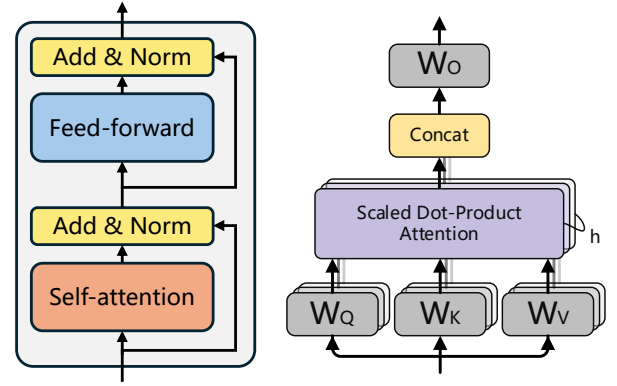 Add & Norm
Feed-forward
Add & Norm
Self-attention
WO
Concat
Scaled Dot-Product
Attention
h
WQ
WK
WV